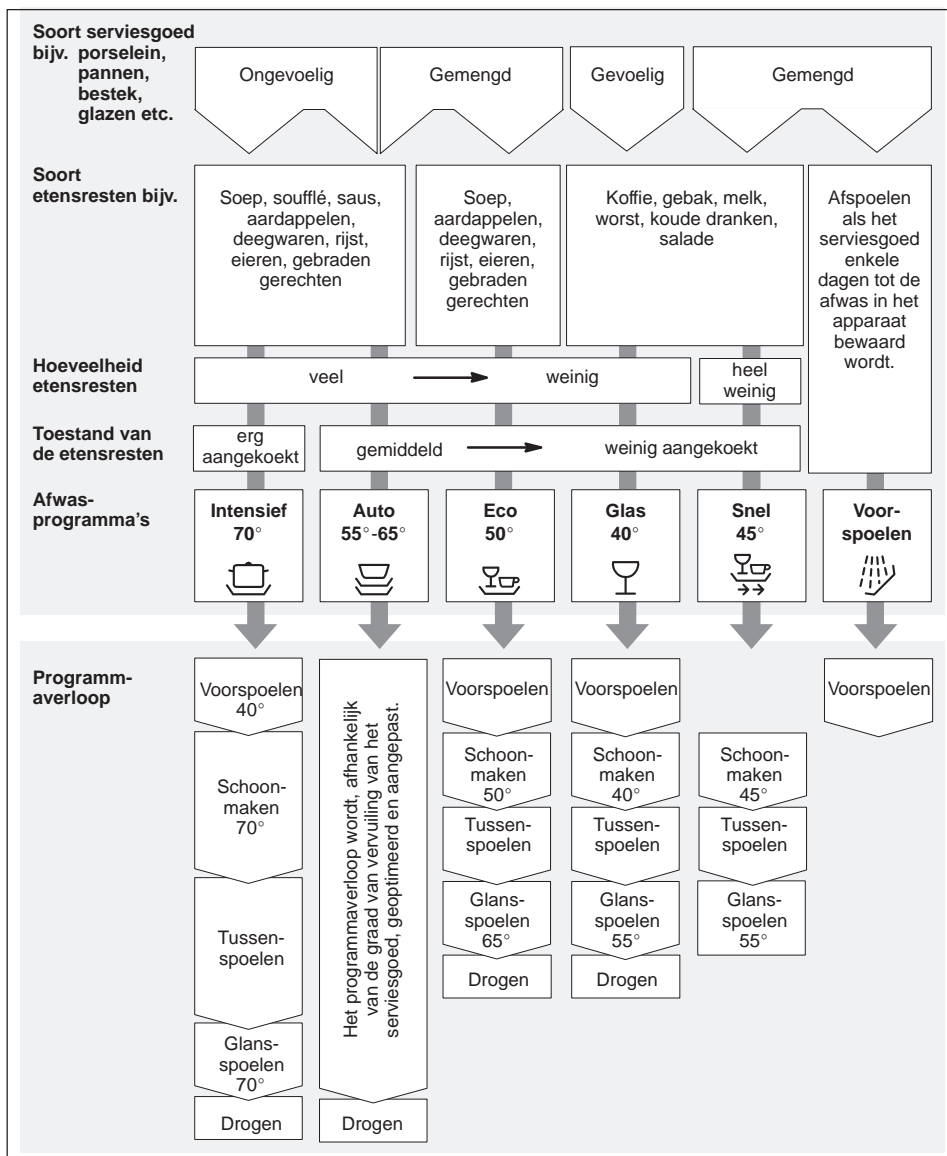 Soort serviesgoed
bijv. porselein,
pannen,
bestek,
glazen etc.
Ongevoelig
Gemengd
Gevoelig
Gemengd
Soort
etensresten bijv.
Soep, soufflé, saus,
aardappelen,
deegwaren, rijst,
eieren, gebraden
gerechten
Soep,
aardappelen,
deegwaren,
rijst, eieren,
gebraden
gerechten
Koffie, gebak, melk,
worst, koude dranken,
salade
Afspoelen
als het
serviesgoed
enkele
dagen tot de
afwas in het
apparaat
bewaard
wordt.
Hoeveelheid
etensresten
veel
weinig
heel
weinig
Toestand van
de etensresten
erg
aangekoekt
gemiddeld
weinig aangekoekt
Afwas-
programma's
Intensief
70°
Auto
55°-65°
Eco
50°
Glas
40°
Snel
45°
Voor-
spoelen
Programm-
averloop
Voorspoelen
40°
Schoon-
maken
70°
Tussen-
spoelen
Glans-
spoelen
70°
Drogen
Het programmaverloop wordt, afhankelijk
van de graad van vervuiling van het
serviesgoed, geoptimeerd en aangepast.
Drogen
Voorspoelen
Schoon-
maken
50°
Tussen-
spoelen
Glans-
spoelen
65°
Drogen
Voorspoelen
Schoon-
maken
40°
Tussen-
spoelen
Glans-
spoelen
55°
Drogen
Schoon-
maken
45°
Tussen-
spoelen
Glans-
spoelen
55°
Voorspoelen